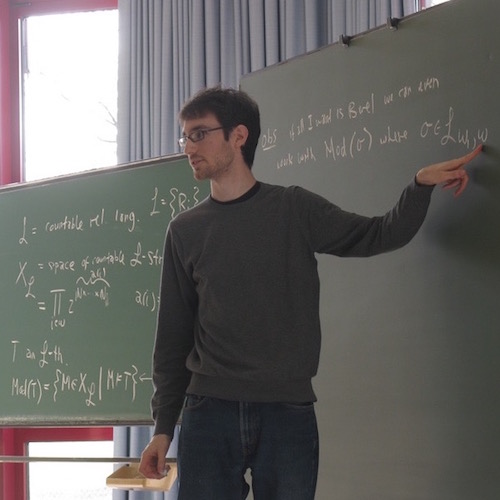 L = countable rel. lang. L = {R_i}
X_L = space of countable L-str
= ∏_{i∈ω} 2^{ℕ×...×ℕ} a(i) a(i) =
T an L-th.
Mod(T) = {M ∈ X_L | M ⊨ T} ←
Obs if all I want is Borel we can even
work with Mod(σ) where σ ∈ L_{ω₁,ω}